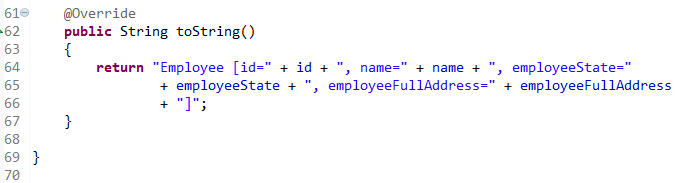 61 @Override
62 public String toString()
63 {
64 return "Employee [id=" + id + ", name=" + name + ", employeeState="
65 + employeeState + ", employeeFullAddress=" + employeeFullAddress
66 + "]";
67 }
68
69 }
70